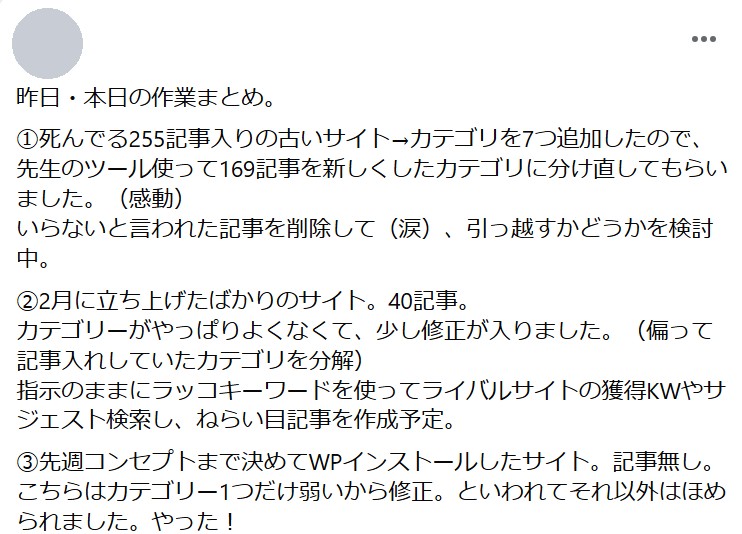 昨日・本日の作業まとめ。
①死んでる255記事入りの古いサイト→カテゴリを7つ追加したので、
先生のツール使って169記事を新しくしたカテゴリに分け直してもらい
ました。（感動）
いらないと言われた記事を削除して（涙）、引っ越すかどうかを検討
中。
②2月に立ち上げたばかりのサイト。40記事。
カテゴリーがやっぱりよくなくて、少し修正が入りました。（偏って
記事入れしていたカテゴリを分解）
指示のままにラッコキーワードを使ってライバルサイトの獲得KWやサ
ジェスト検索し、ねらい目記事を作成予定。
③先週コンセプトまで決めてWPインストールしたサイト。記事無し。
こちらはカテゴリー1つだけ弱いから修正。といわれてそれ以外はほめ
られました。やった！